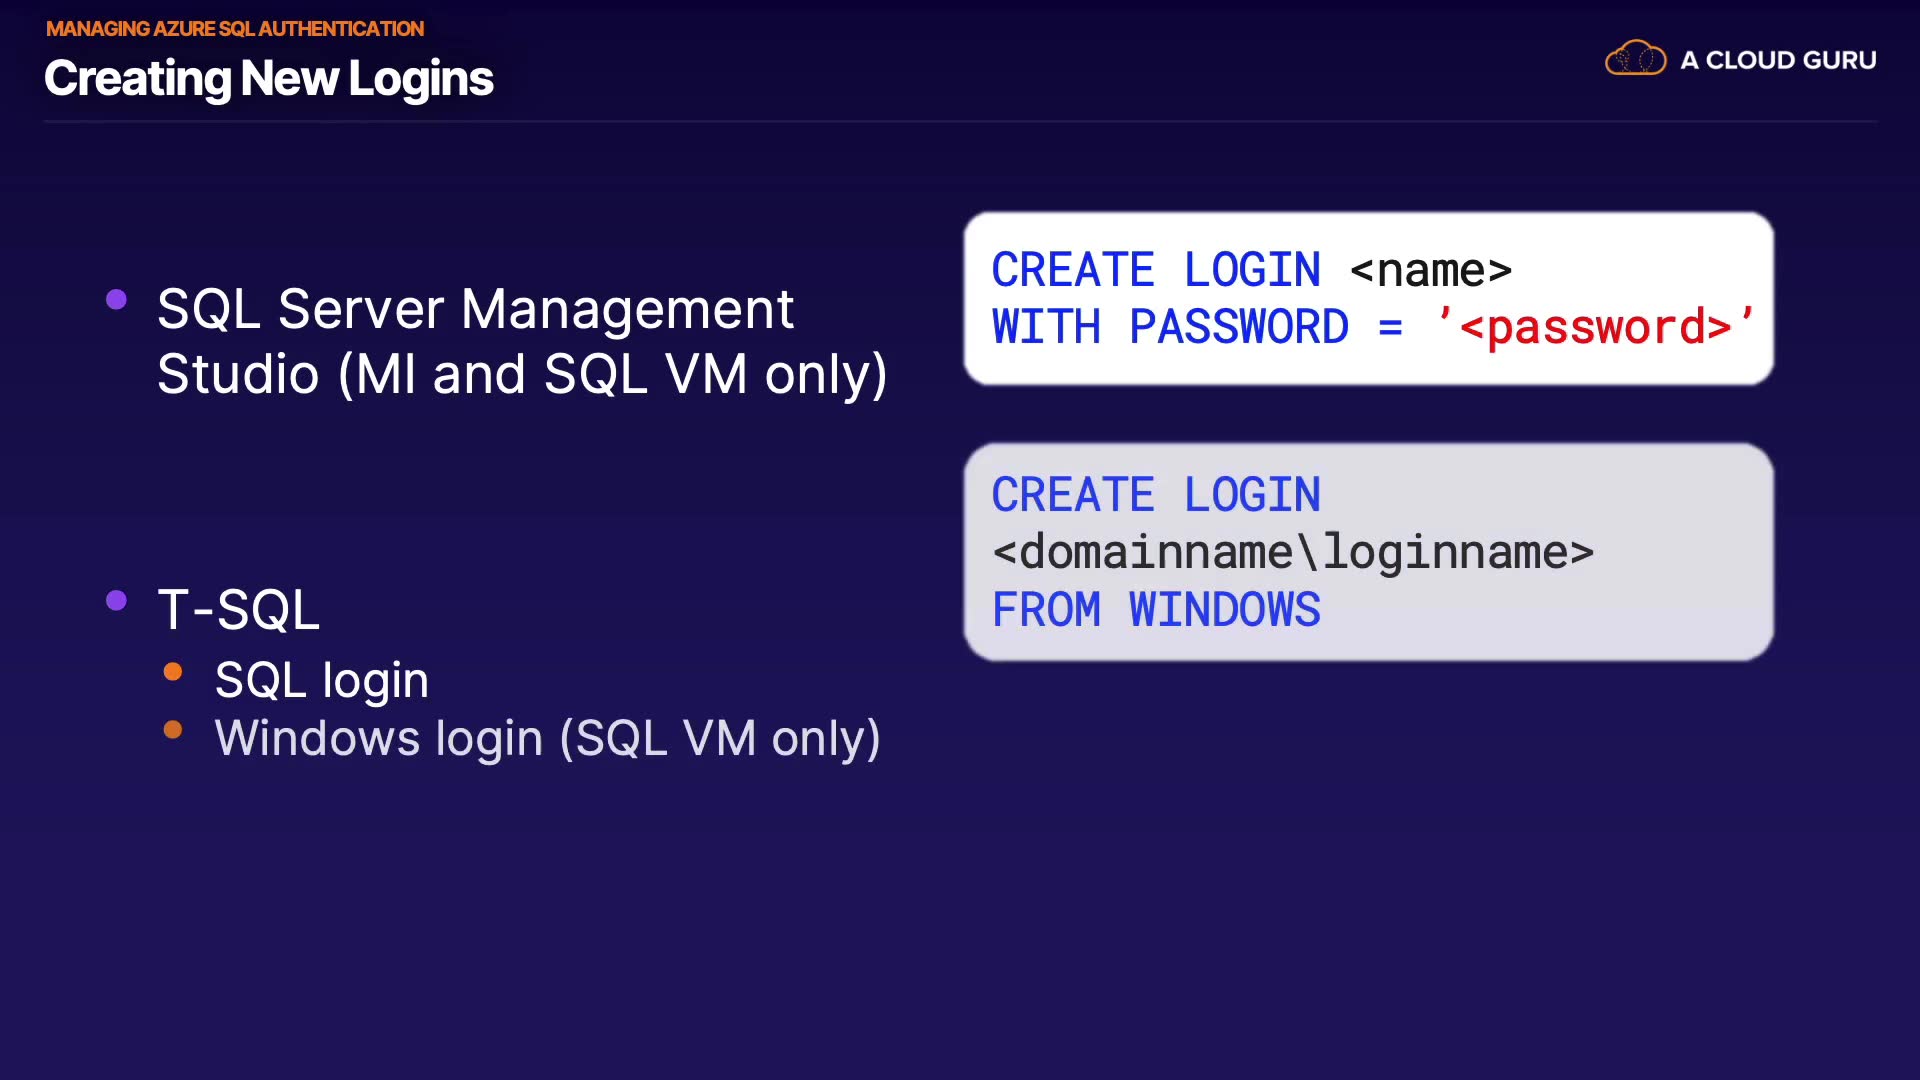 MANAGING AZURE SQL AUTHENTICATION
Creating New Logins
A CLOUD GURU
• SQL Server Management
Studio (MI and SQL VM only)
• T-SQL
• SQL login
• Windows login (SQL VM only)
CREATE LOGIN <name>
WITH PASSWORD = ’<password>’
CREATE LOGIN
<domainname\loginname>
FROM WINDOWS